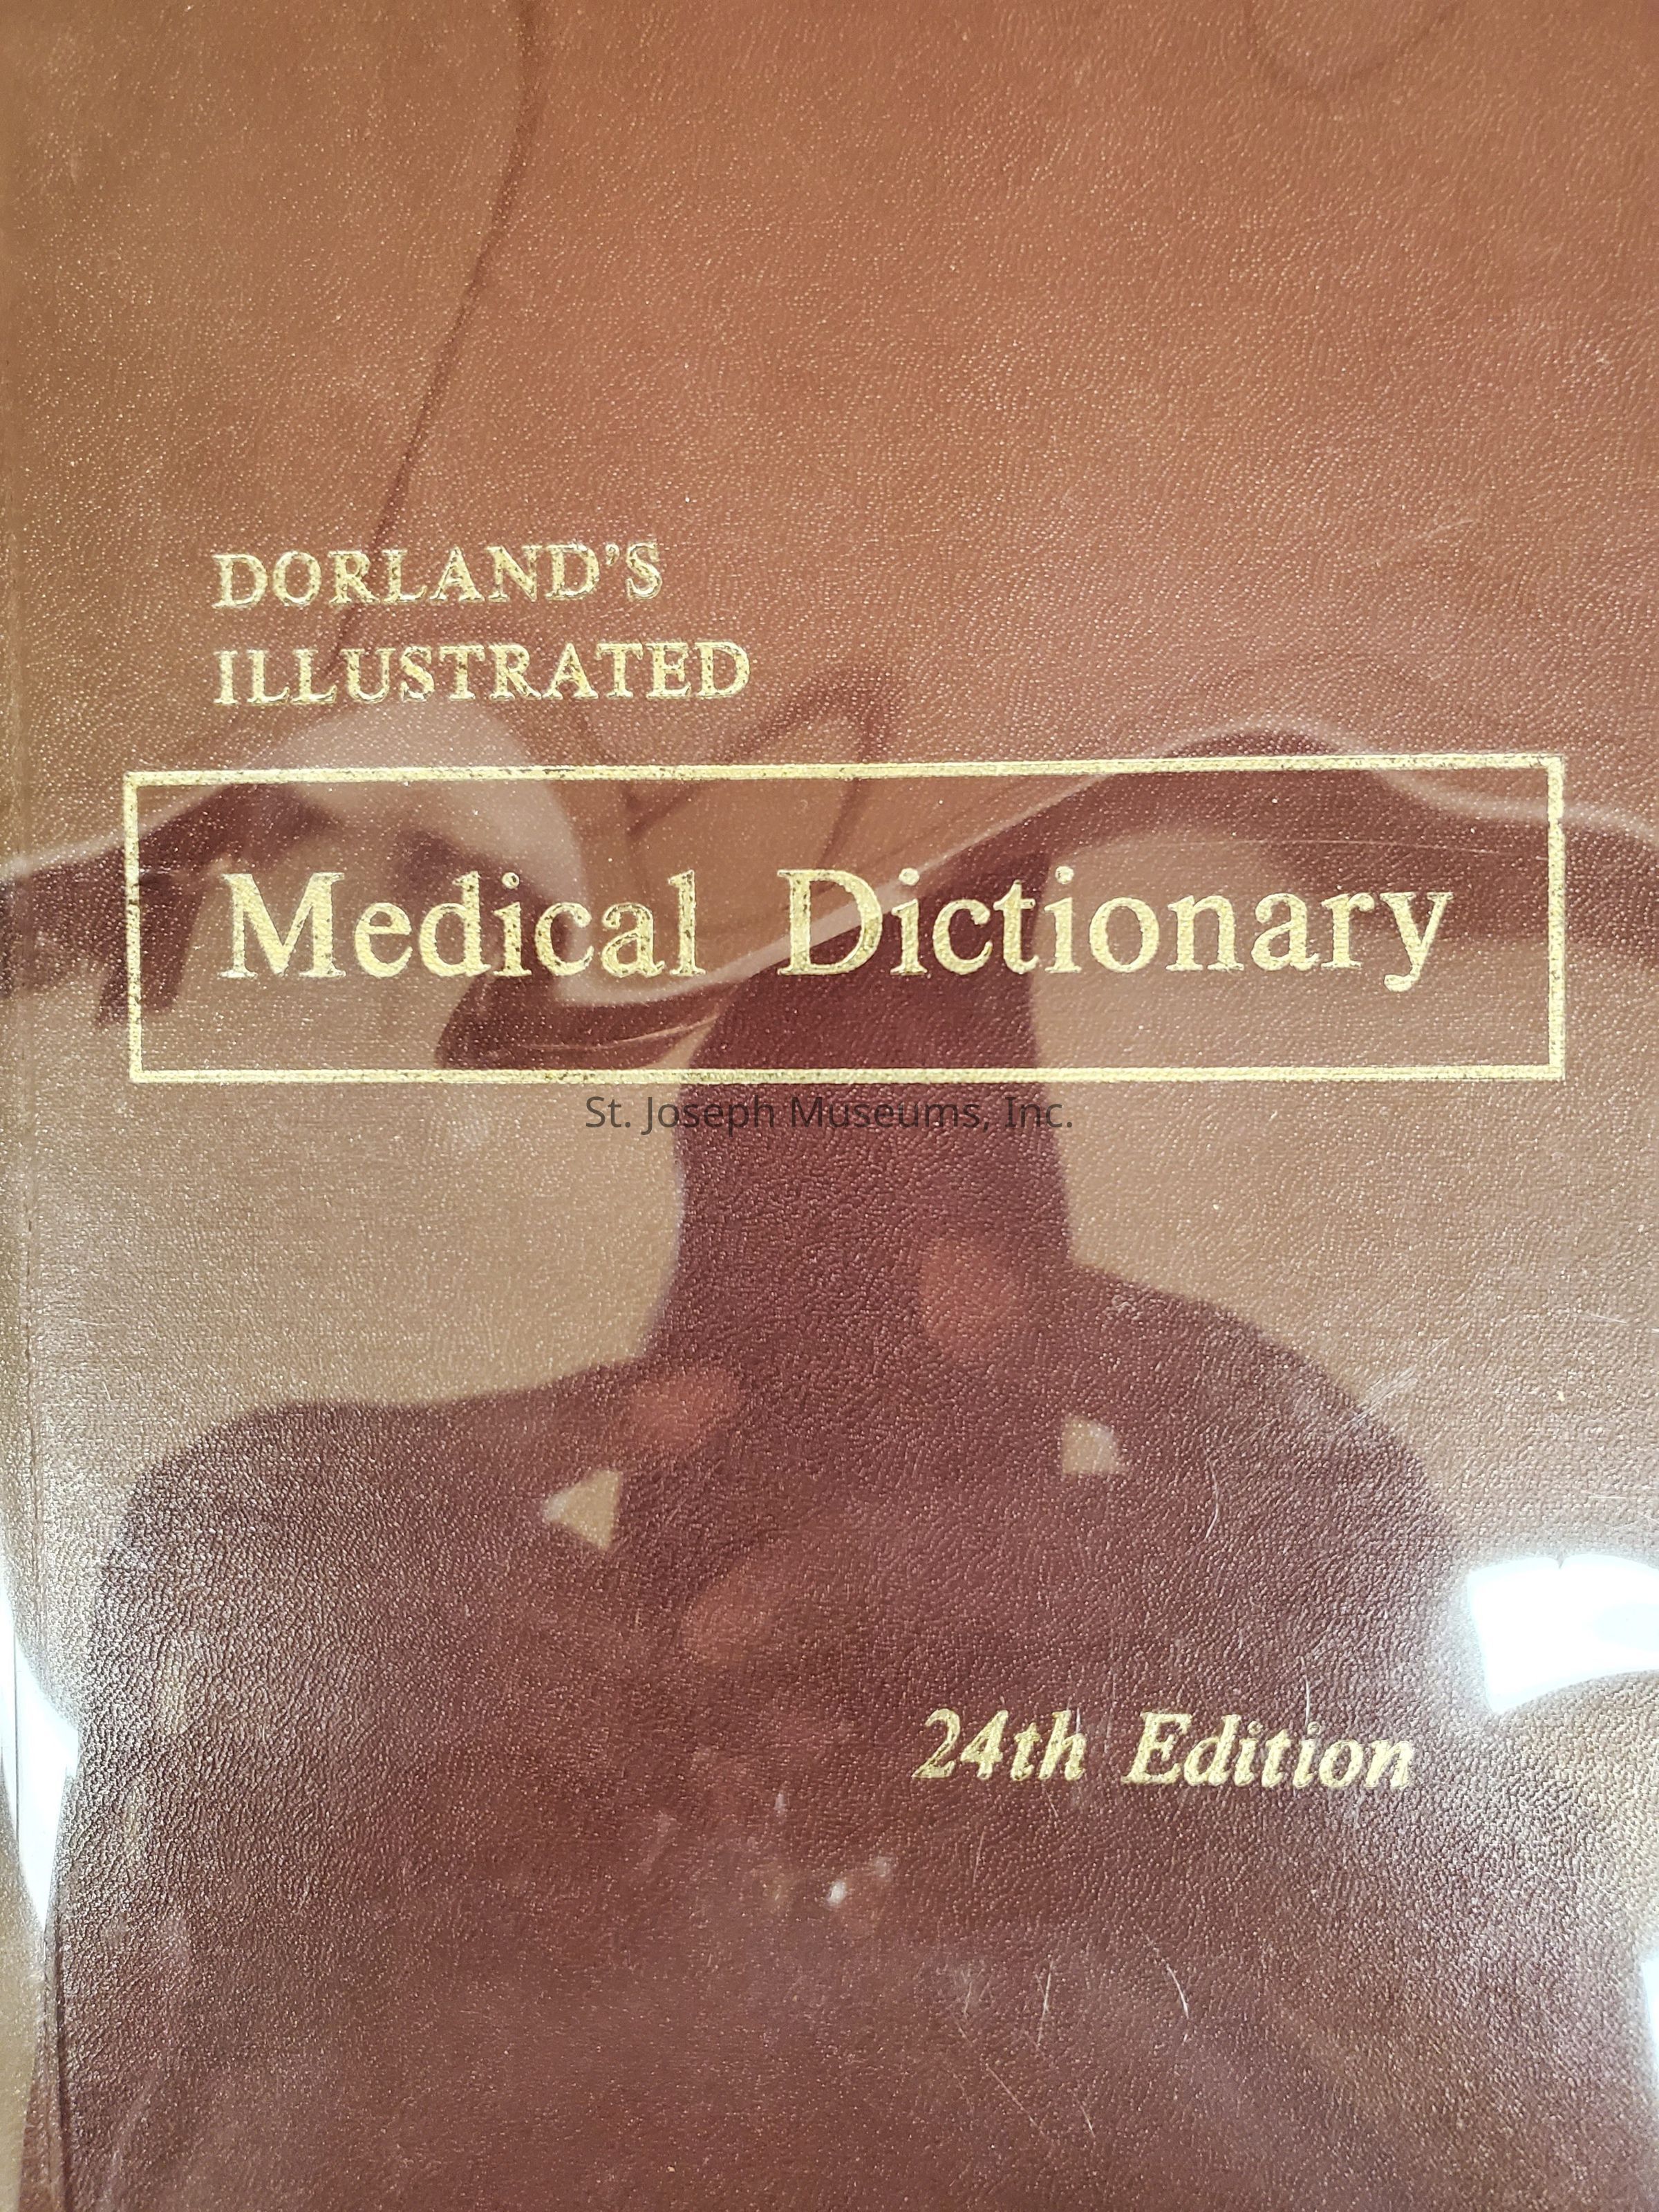 DORLAND'S
ILLUSTRATED
Medical Dictionary
St. Joseph Museums, Inc.
24th Edition